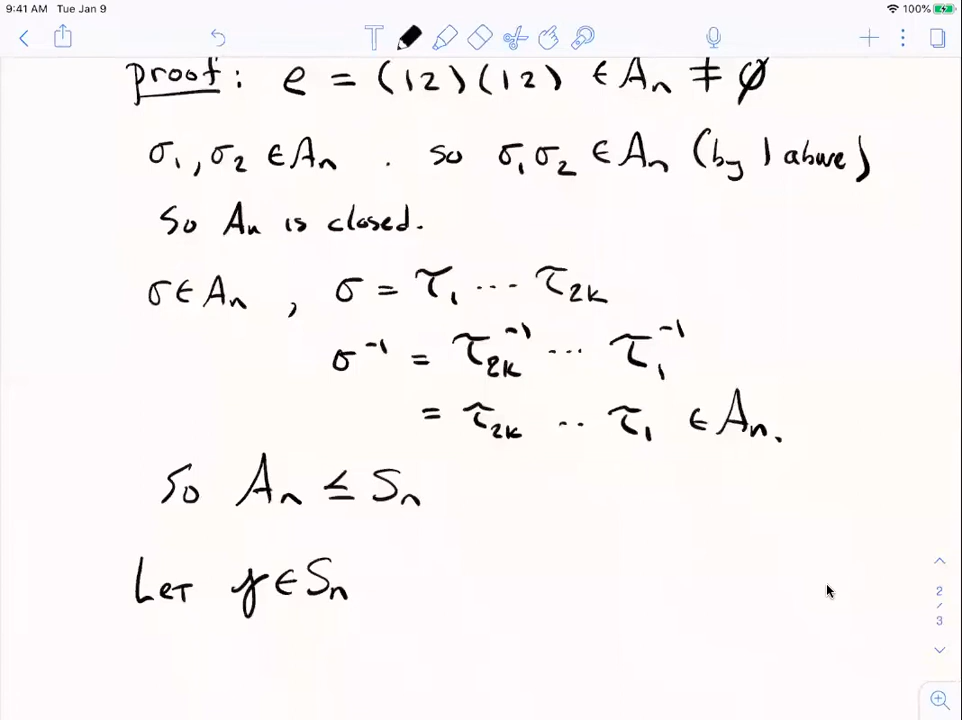 9:41 AM Tue Jan 9
100%
T
proof: e = (12)(12) ∈ Aₙ ≠ ∅
σ₁, σ₂ ∈ Aₙ . so σ₁σ₂ ∈ Aₙ (by 1 above)
So Aₙ is closed.
σ ∈ Aₙ , σ = τ₁ ··· τ₂ₖ
σ⁻¹ = τ₂ₖ⁻¹ ··· τ₁⁻¹
= τ₂ₖ ·· τ₁ ∈ Aₙ.
So Aₙ ≤ Sₙ
Let γ ∈ Sₙ
2
/
3